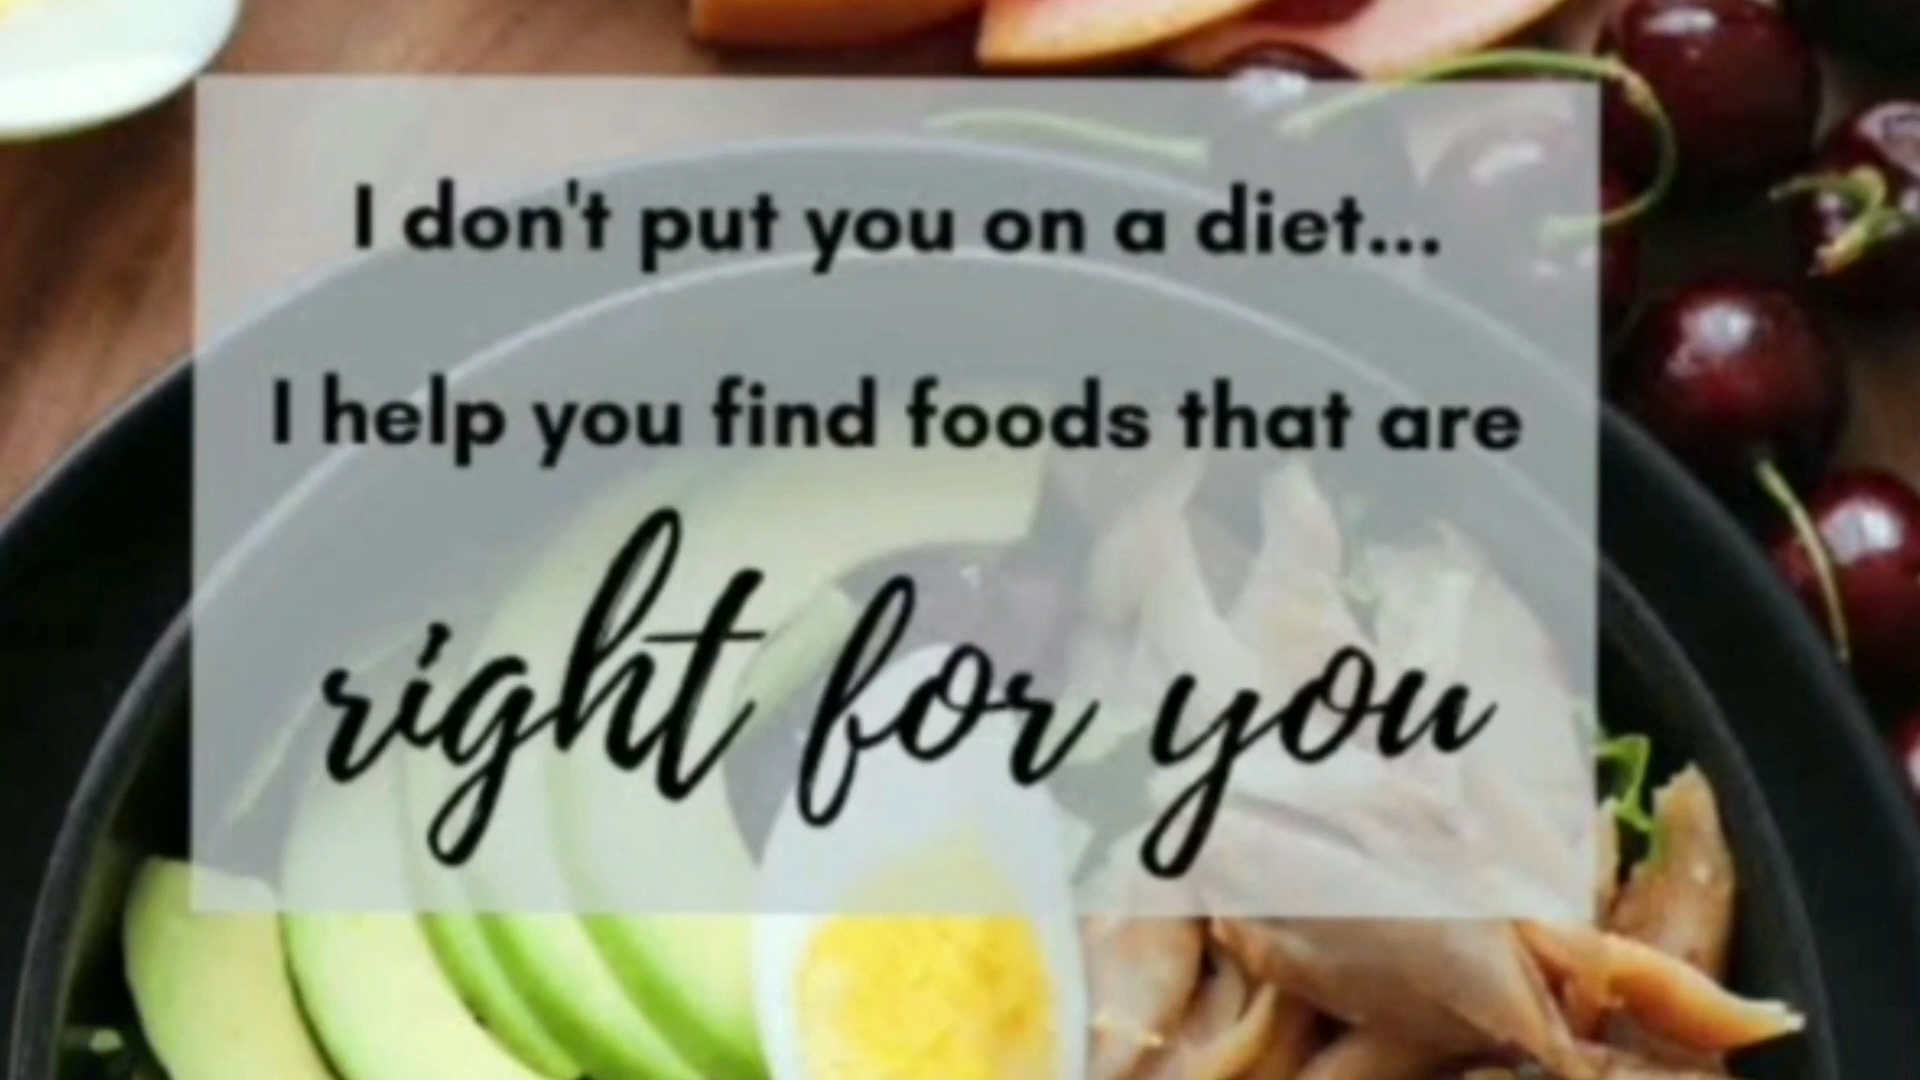 I don't put you on a diet...
I help you find foods that are
right for you